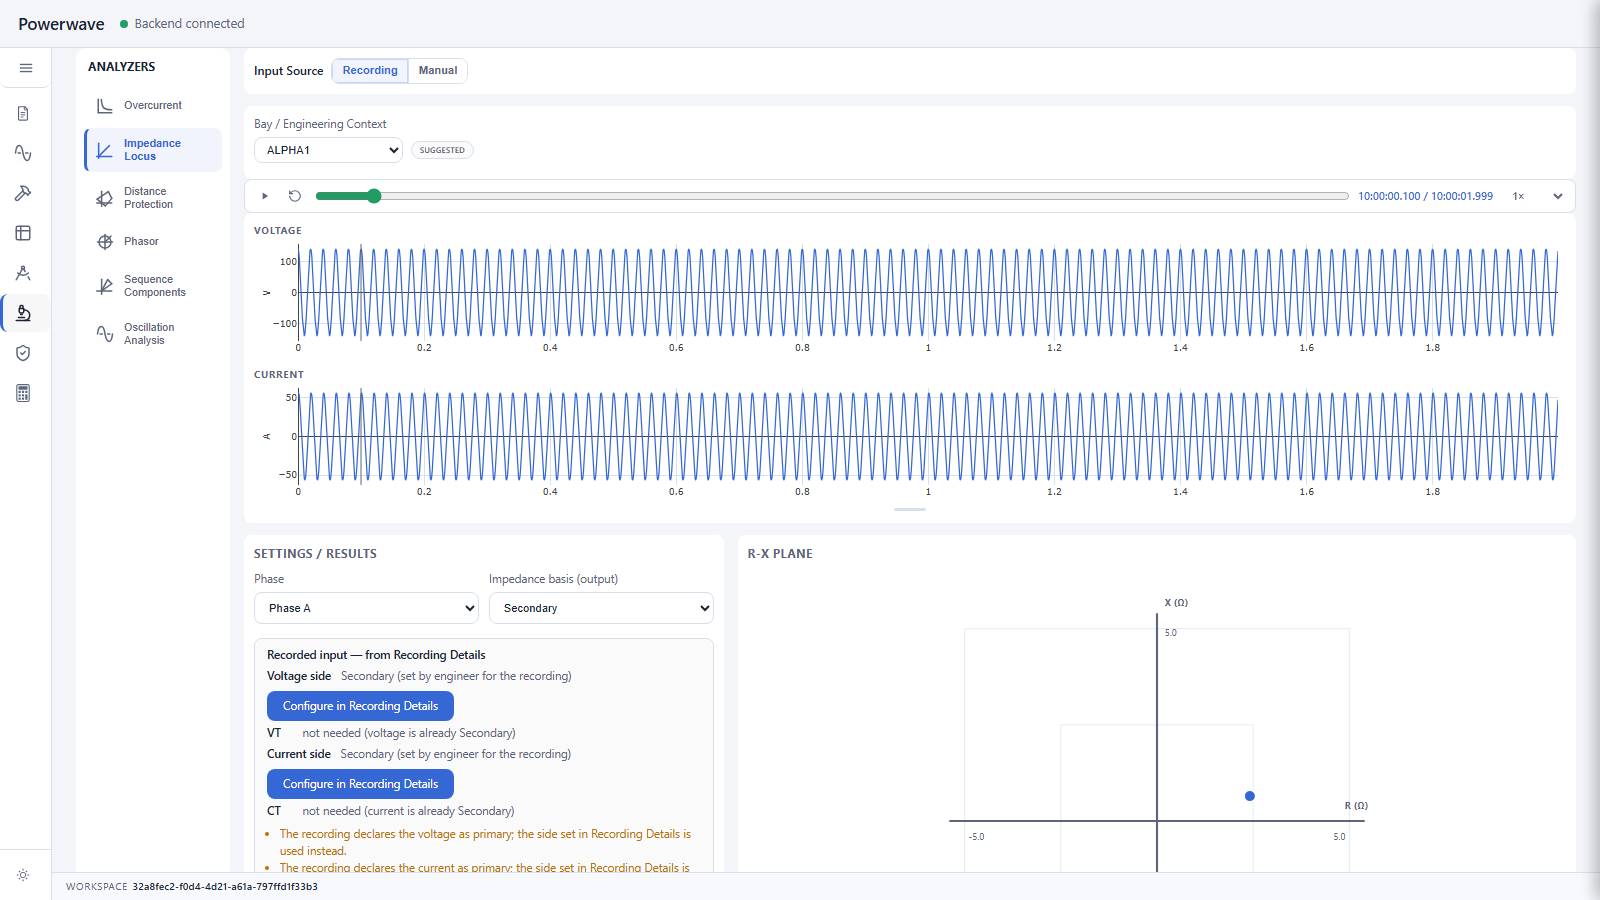 Powerwave
Backend connected
ANALYZERS
Overcurrent
Impedance
Locus
Distance
Protection
Phasor
Sequence
Components
Oscillation
Analysis
Input Source Recording Manual
Bay / Engineering Context
ALPHA1 SUGGESTED
10:00:00.100 / 10:00:01.999 1×
VOLTAGE
100
0
−100
V
0 0.2 0.4 0.6 0.8 1 1.2 1.4 1.6 1.8
CURRENT
50
0
−50
A
0 0.2 0.4 0.6 0.8 1 1.2 1.4 1.6 1.8
SETTINGS / RESULTS
Phase Impedance basis (output)
Phase A Secondary
Recorded input — from Recording Details
Voltage side Secondary (set by engineer for the recording)
Configure in Recording Details
VT not needed (voltage is already Secondary)
Current side Secondary (set by engineer for the recording)
Configure in Recording Details
CT not needed (current is already Secondary)
• The recording declares the voltage as primary; the side set in Recording Details is
used instead.
• The recording declares the current as primary; the side set in Recording Details is
R-X PLANE
X (Ω)
5.0
R (Ω)
-5.0 5.0
WORKSPACE 32a8fec2-f0d4-4d21-a61a-797ffd1f33b3